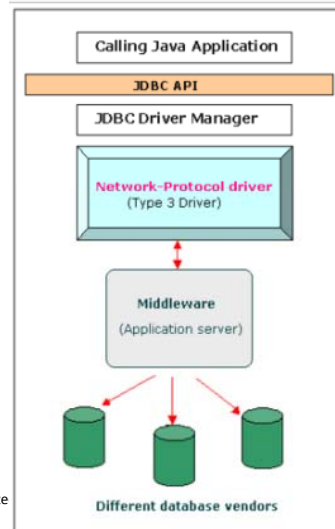 Calling Java Application
JDBC API
JDBC Driver Manager
Network-Protocol driver
(Type 3 Driver)
Middleware
(Application server)
Different database vendors